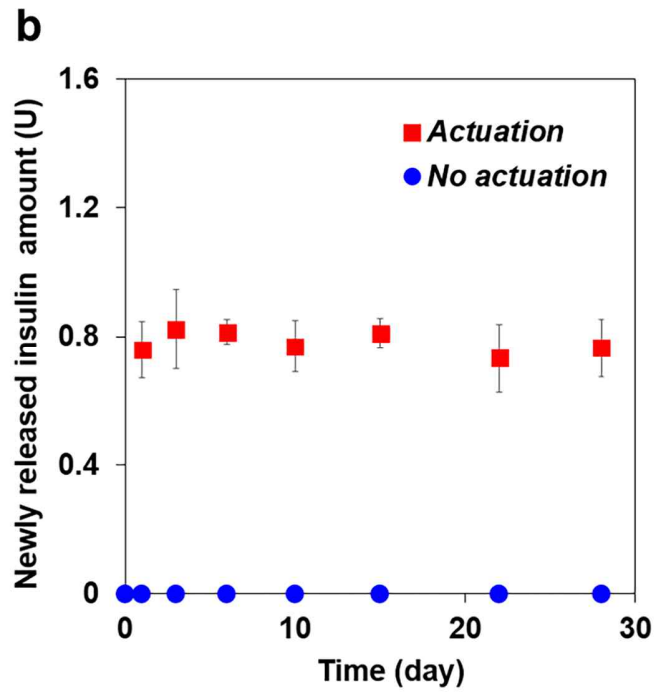 b
Newly released insulin amount (U)
1.6
1.2
0.8
0.4
0
Actuation
No actuation
0 10 20 30
Time (day)